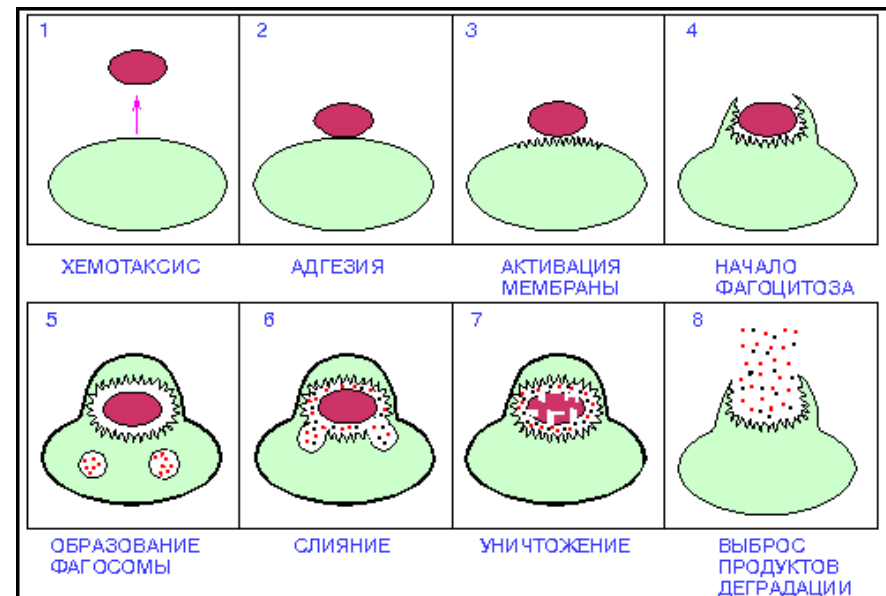 1 2 3 4
ХЕМОТАКСИС АДГЕЗИЯ АКТИВАЦИЯ НАЧАЛО
МЕМБРАНЫ ФАГОЦИТОЗА
5 6 7 8
ОБРАЗОВАНИЕ СЛИЯНИЕ УНИЧТОЖЕНИЕ ВЫБРОС
ФАГОСОМЫ ПРОДУКТОВ
ДЕГРАДАЦИИ